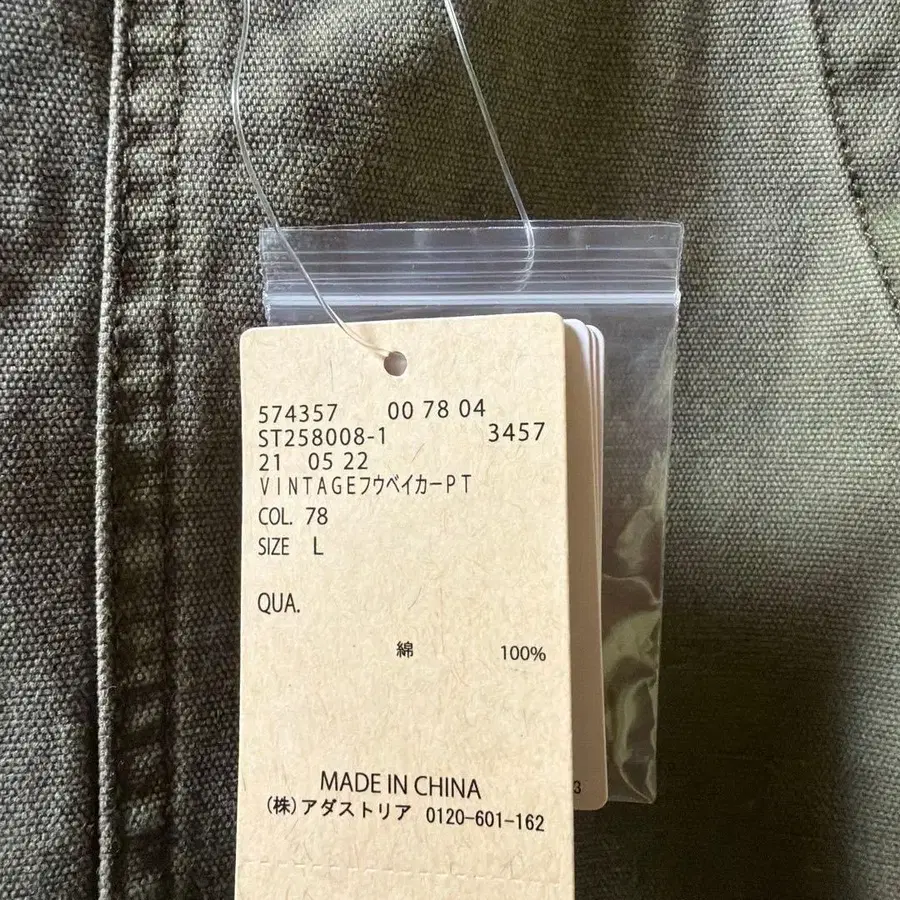 574357 00 78 04
ST258008-1 3457
21 05 22
VINTAGEフウベイカーPT
COL. 78
SIZE L
QUA.
綿 100%
MADE IN CHINA
(株)アダストリア 0120-601-162
3